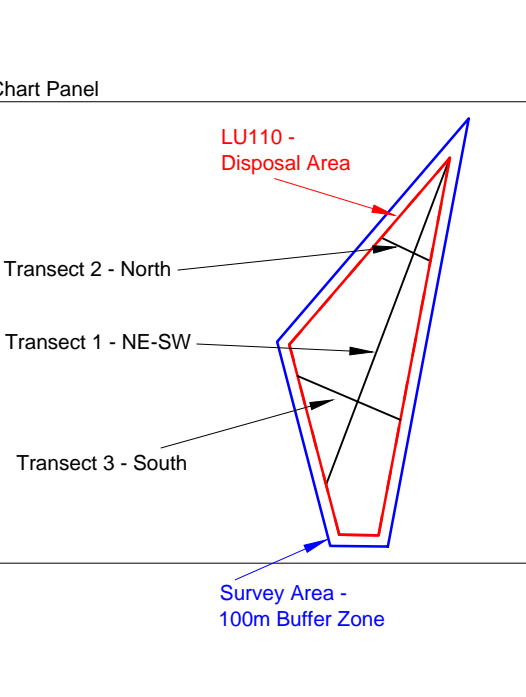 Chart Panel
LU110 -
Disposal Area
Transect 2 - North
Transect 1 - NE-SW
Transect 3 - South
Survey Area -
100m Buffer Zone